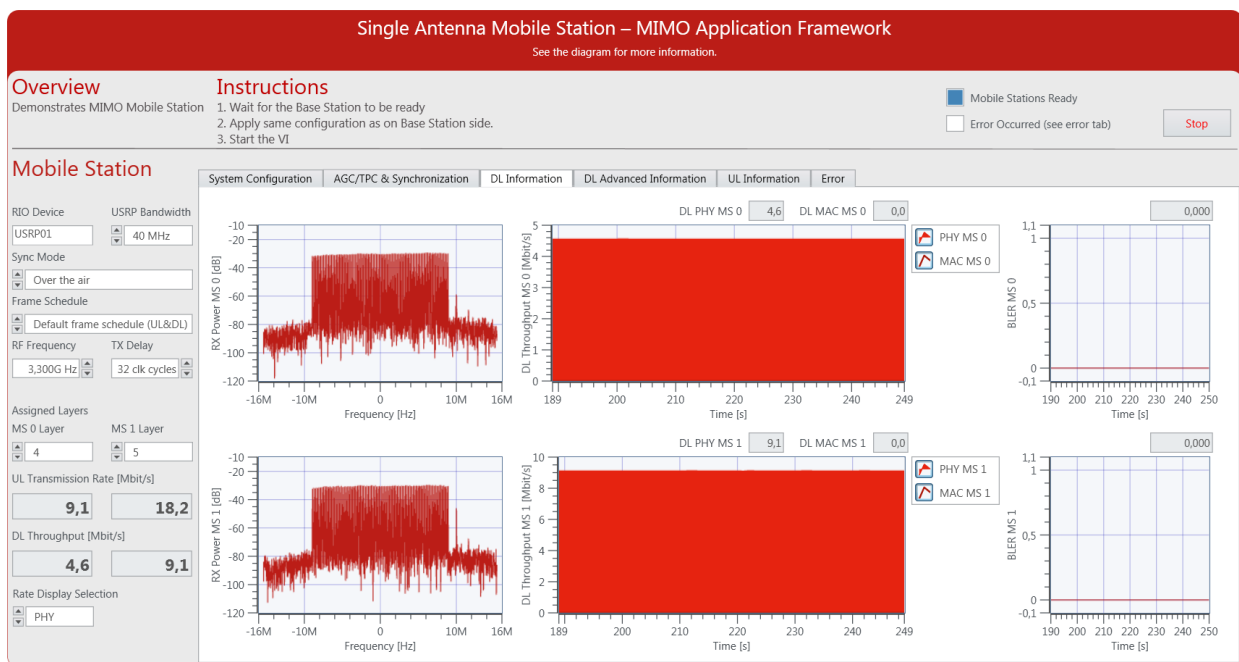 Single Antenna Mobile Station – MIMO Application Framework
See the diagram for more information.
Overview
Demonstrates MIMO Mobile Station
Instructions
1. Wait for the Base Station to be ready
2. Apply same configuration as on Base Station side.
3. Start the VI
Mobile Stations Ready
Error Occurred (see error tab)
Stop
Mobile Station
RIO Device
USRP Bandwidth
USRP01
40 MHz
Sync Mode
Over the air
Frame Schedule
Default frame schedule (UL&DL)
RF Frequency
TX Delay
3,300G Hz
32 clk cycles
Assigned Layers
MS 0 Layer
MS 1 Layer
4
5
UL Transmission Rate [Mbit/s]
9,1
18,2
DL Throughput [Mbit/s]
4,6
9,1
Rate Display Selection
PHY
System Configuration
AGC/TPC & Synchronization
DL Information
DL Advanced Information
UL Information
Error
RX Power MS 0 [dB]
-10
-20
-40
-60
-80
-100
-120
-16M
-10M
0
10M
16M
Frequency [Hz]
DL PHY MS 0
4,6
DL MAC MS 0
0,0
DL Throughput MS 0 [Mbit/s]
5
4
3
2
1
0
189
200
210
220
230
240
249
Time [s]
PHY MS 0
MAC MS 0
0,000
BLER MS 0
1,1
1
0,5
0
-0,1
190
200
210
220
230
240
250
Time [s]
RX Power MS 1 [dB]
-10
-20
-40
-60
-80
-100
-120
-16M
-10M
0
10M
16M
Frequency [Hz]
DL PHY MS 1
9,1
DL MAC MS 1
0,0
DL Throughput MS 1 [Mbit/s]
10
8
6
4
2
0
189
200
210
220
230
240
249
Time [s]
PHY MS 1
MAC MS 1
0,000
BLER MS 1
1,1
1
0,5
0
-0,1
190
200
210
220
230
240
250
Time [s]